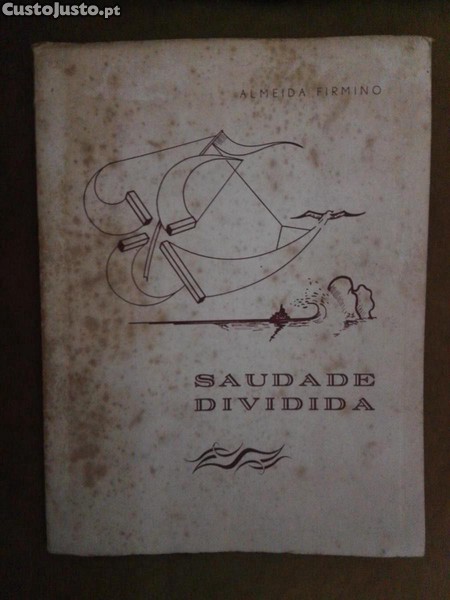 CustoJusto.pt
ALMEIDA FIRMINO
SAUDADE
DIVIDIDA